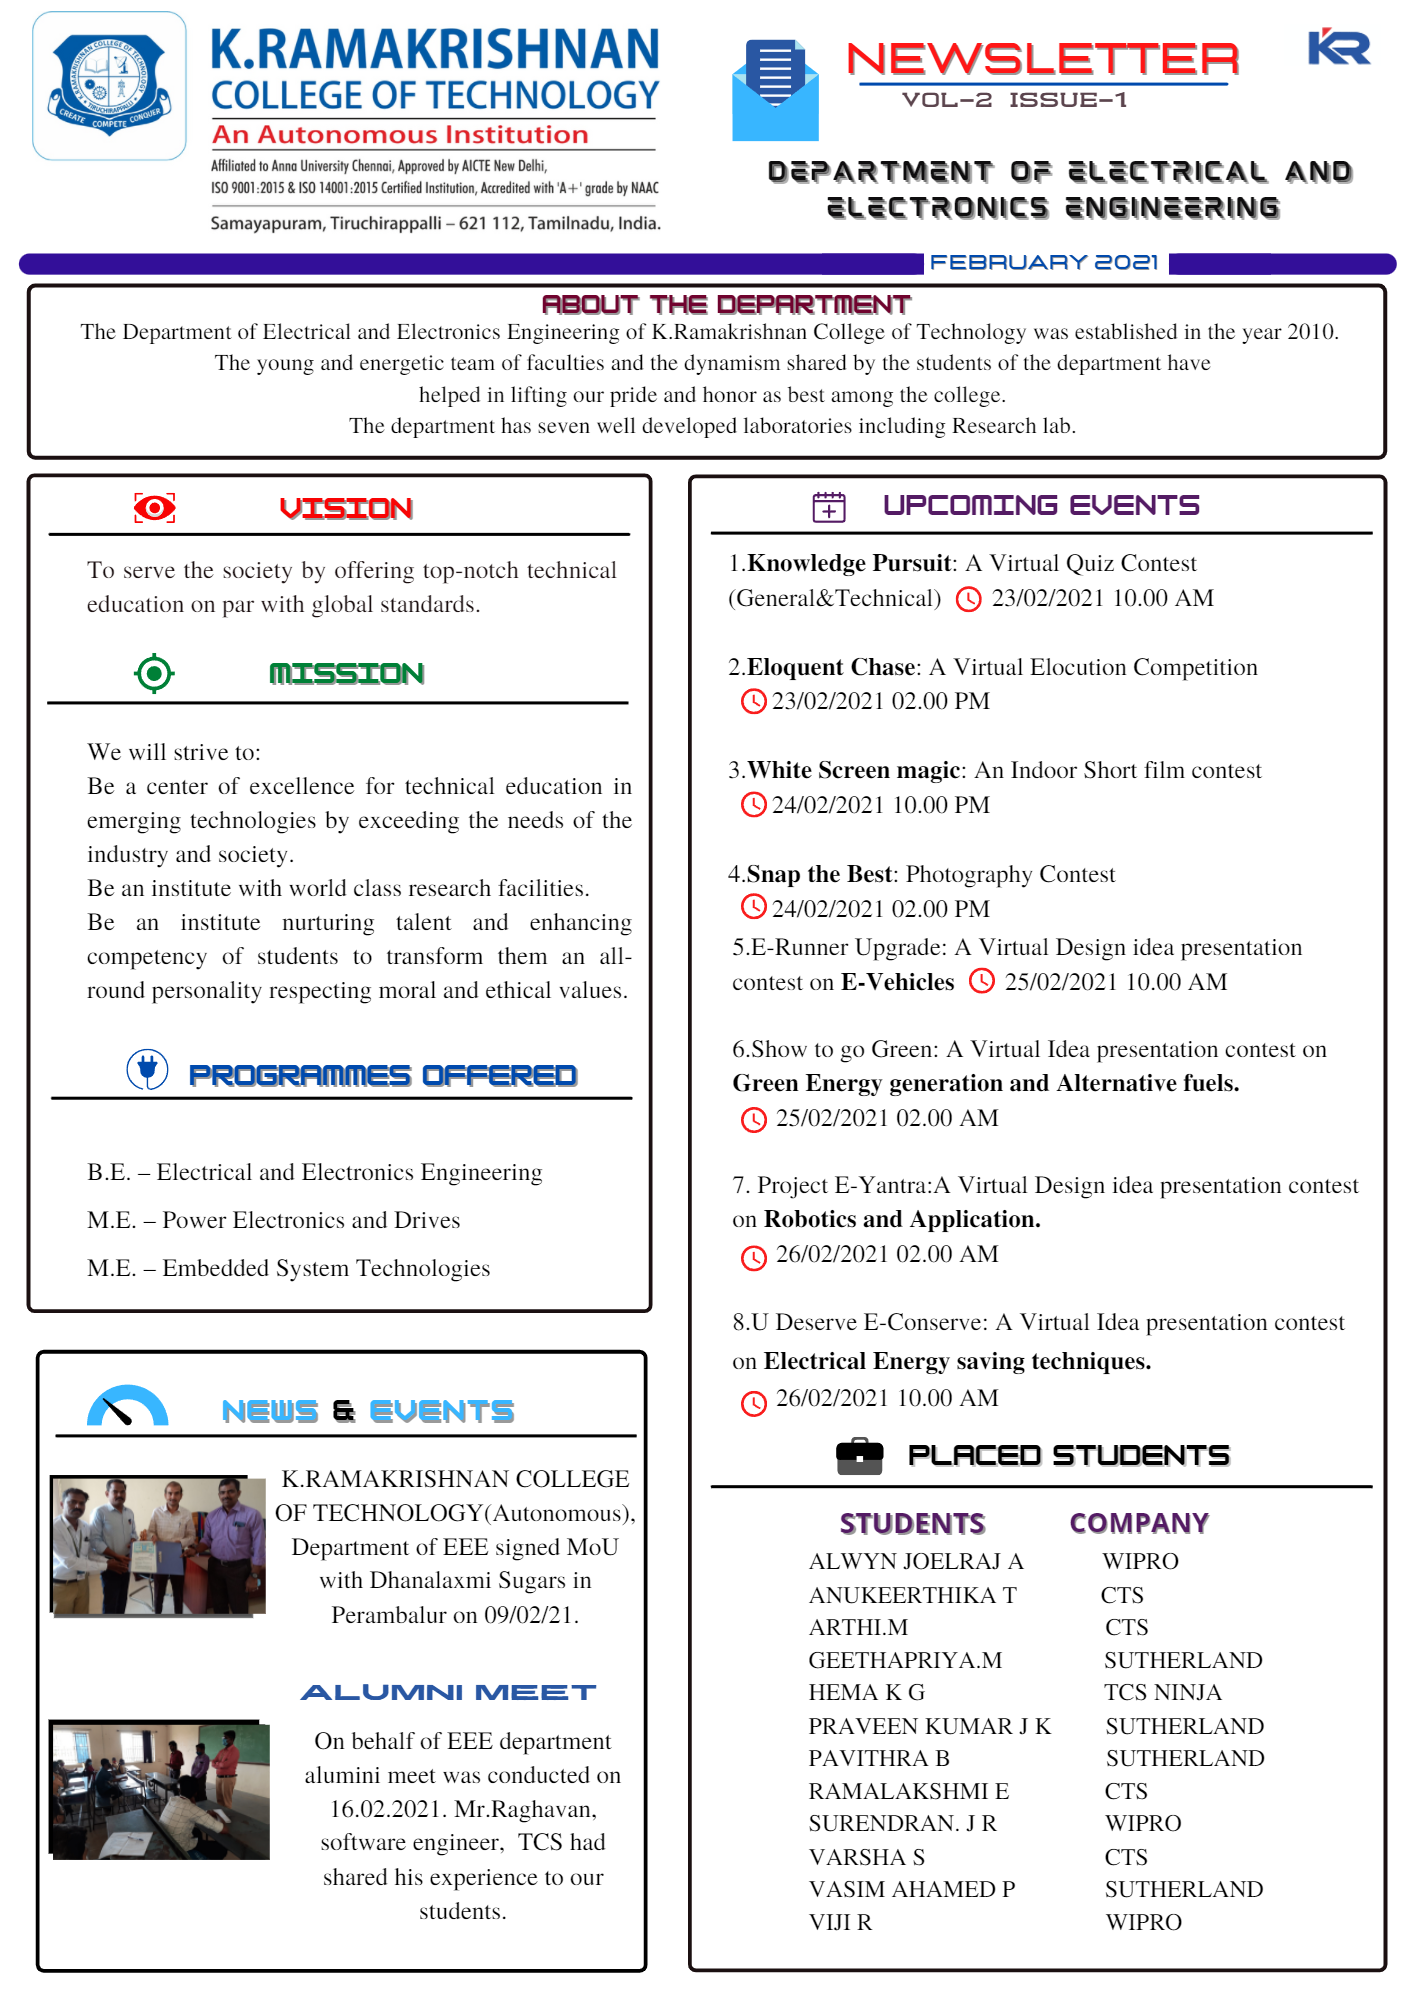 K.RAMAKRISHNAN COLLEGE OF TECHNOLOGY
TIRUCHIRAPPALLI
CREATE COMPETE CONQUER
K.RAMAKRISHNAN
COLLEGE OF TECHNOLOGY
An Autonomous Institution
Affiliated to Anna University Chennai, Approved by AICTE New Delhi,
ISO 9001:2015 & ISO 14001:2015 Certified Institution, Accredited with 'A+' grade by NAAC
Samayapuram, Tiruchirappalli – 621 112, Tamilnadu, India.
NEWSLETTER
VOL-2 ISSUE-1
KR
DEPARTMENT OF ELECTRICAL AND
ELECTRONICS ENGINEERING
FEBRUARY 2021
ABOUT THE DEPARTMENT
The Department of Electrical and Electronics Engineering of K.Ramakrishnan College of Technology was established in the year 2010.
The young and energetic team of faculties and the dynamism shared by the students of the department have
helped in lifting our pride and honor as best among the college.
The department has seven well developed laboratories including Research lab.
VISION
To serve the society by offering top-notch technical
education on par with global standards.
MISSION
We will strive to:
Be a center of excellence for technical education in
emerging technologies by exceeding the needs of the
industry and society.
Be an institute with world class research facilities.
Be an institute nurturing talent and enhancing
competency of students to transform them an all-
round personality respecting moral and ethical values.
PROGRAMMES OFFERED
B.E. – Electrical and Electronics Engineering
M.E. – Power Electronics and Drives
M.E. – Embedded System Technologies
NEWS & EVENTS
K.RAMAKRISHNAN COLLEGE
OF TECHNOLOGY(Autonomous),
Department of EEE signed MoU
with Dhanalaxmi Sugars in
Perambalur on 09/02/21.
ALUMNI MEET
On behalf of EEE department
alumini meet was conducted on
16.02.2021. Mr.Raghavan,
software engineer, TCS had
shared his experience to our
students.
UPCOMING EVENTS
1.Knowledge Pursuit: A Virtual Quiz Contest
(General&Technical) 23/02/2021 10.00 AM
2.Eloquent Chase: A Virtual Elocution Competition
23/02/2021 02.00 PM
3.White Screen magic: An Indoor Short film contest
24/02/2021 10.00 PM
4.Snap the Best: Photography Contest
24/02/2021 02.00 PM
5.E-Runner Upgrade: A Virtual Design idea presentation
contest on E-Vehicles 25/02/2021 10.00 AM
6.Show to go Green: A Virtual Idea presentation contest on
Green Energy generation and Alternative fuels.
25/02/2021 02.00 AM
7. Project E-Yantra:A Virtual Design idea presentation contest
on Robotics and Application.
26/02/2021 02.00 AM
8.U Deserve E-Conserve: A Virtual Idea presentation contest
on Electrical Energy saving techniques.
26/02/2021 10.00 AM
PLACED STUDENTS
STUDENTS COMPANY
ALWYN JOELRAJ A WIPRO
ANUKEERTHIKA T CTS
ARTHI.M CTS
GEETHAPRIYA.M SUTHERLAND
HEMA K G TCS NINJA
PRAVEEN KUMAR J K SUTHERLAND
PAVITHRA B SUTHERLAND
RAMALAKSHMI E CTS
SURENDRAN. J R WIPRO
VARSHA S CTS
VASIM AHAMED P SUTHERLAND
VIJI R WIPRO